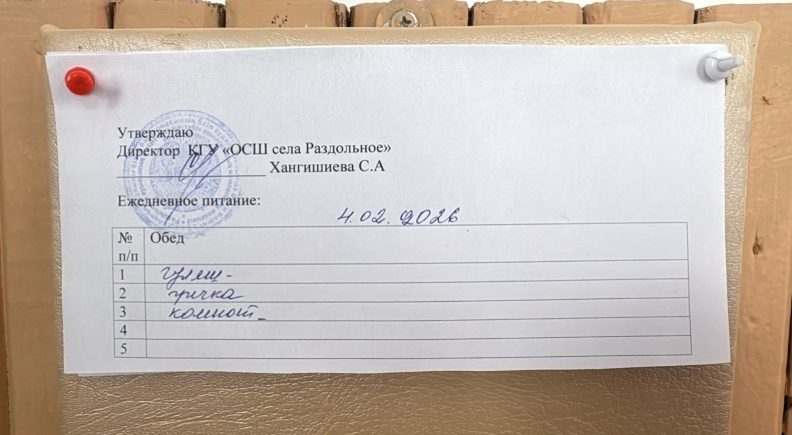 Утверждаю
Директор КГУ «ОСШ села Раздольное»
Хангишиева С.А
Ежедневное питание:
4.02.2026
№ п/п Обед
1 гуляш-
2 гречка
3 компот-
4
5